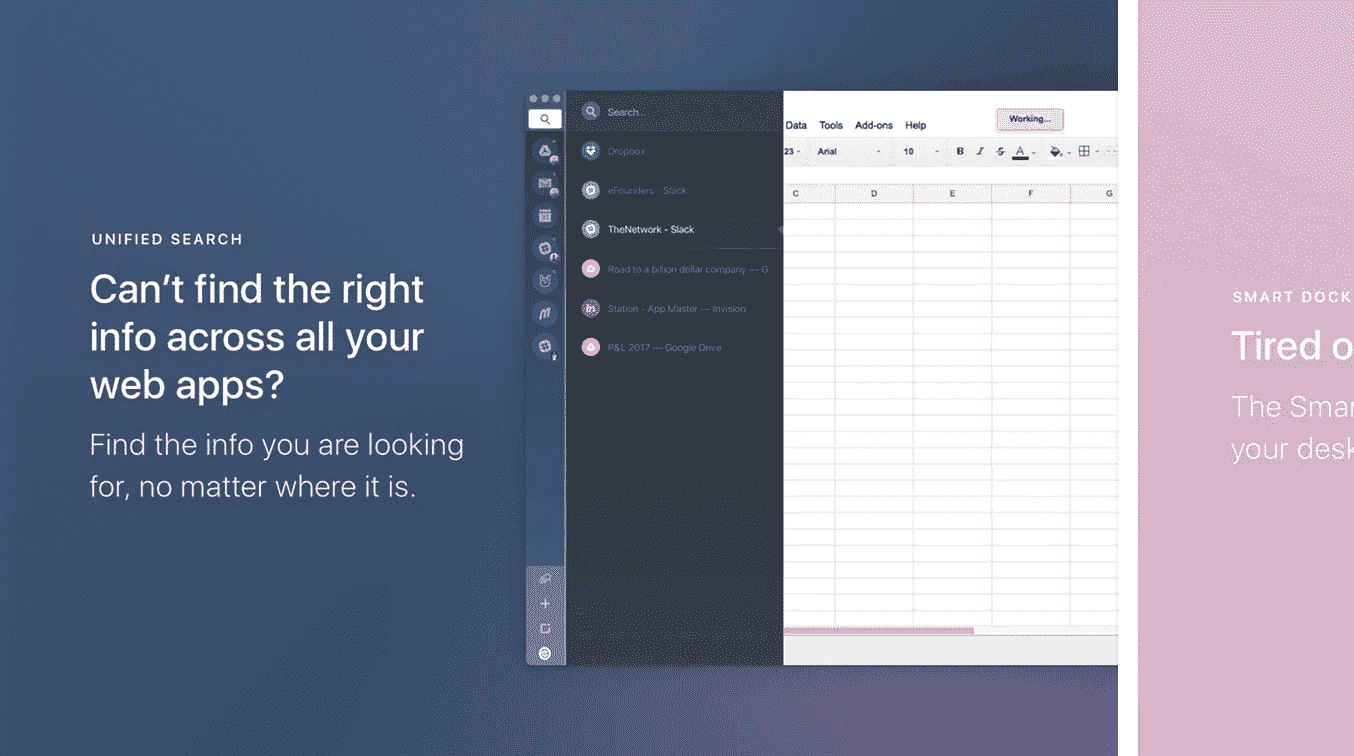 UNIFIED SEARCH
Can't find the right
info across all your
web apps?
Find the info you are looking
for, no matter where it is.
Search...
Dropbox
eFounders - Slack
TheNetwork - Slack
Road to a billion dollar company — G
Station - App Master — Invision
P&L 2017 — Google Drive
Data Tools Add-ons Help
Working...
23 Arial 10 B I S A
C D E F G
SMART DOCK
Tired o
The Smar
your desk